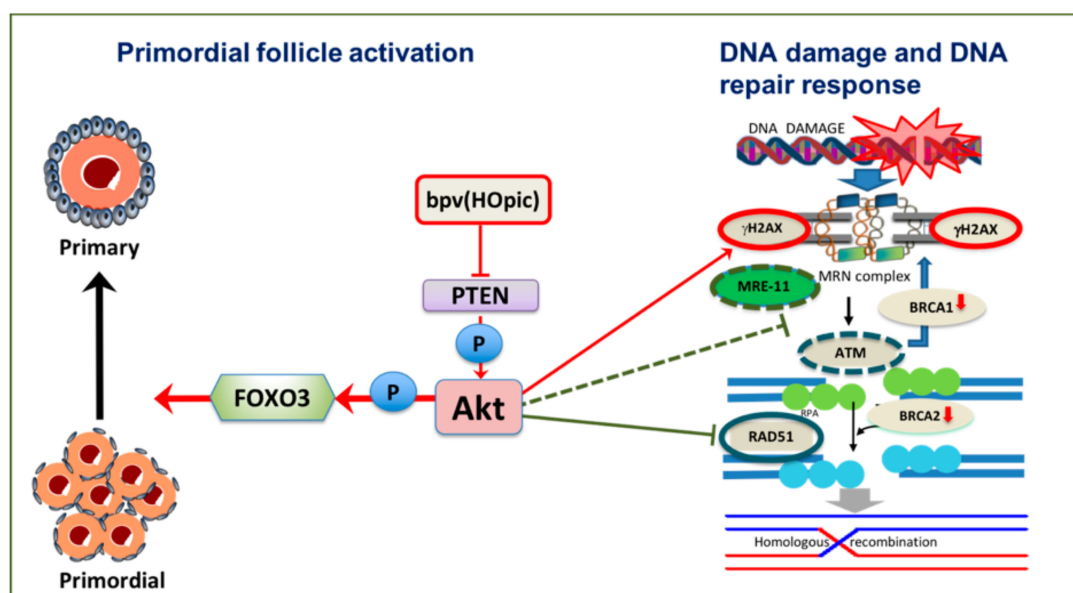 Primordial follicle activation
DNA damage and DNA
repair response
DNA DAMAGE
bpv(HOpic)
Primary
γH2AX
γH2AX
MRN complex
PTEN
MRE-11
BRCA1
P
ATM
FOXO3
P
Akt
RPA
BRCA2
RAD51
Homologous recombination
Primordial